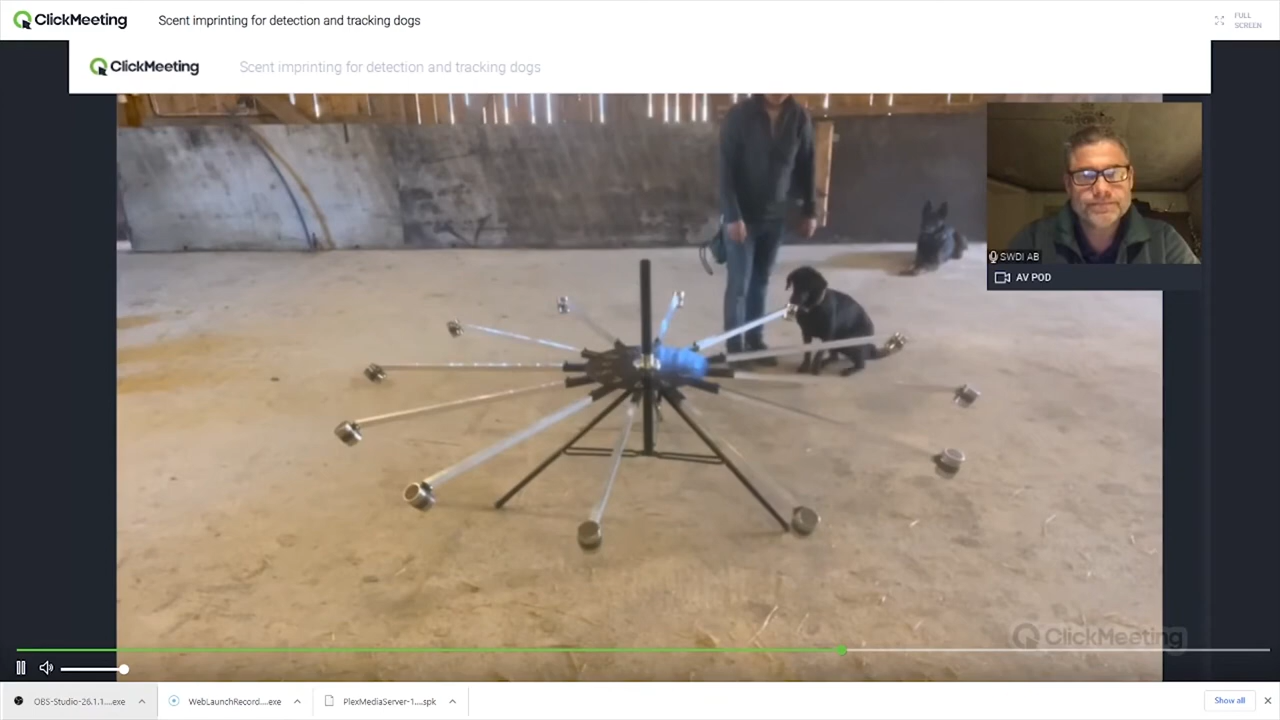 ClickMeeting
Scent imprinting for detection and tracking dogs
FULL
SCREEN
ClickMeeting
Scent imprinting for detection and tracking dogs
SWDI AB
AV POD
ClickMeeting
OBS-Studio-26.1.1....exe
WebLaunchRecord....exe
PlexMediaServer-1....spk
Show all